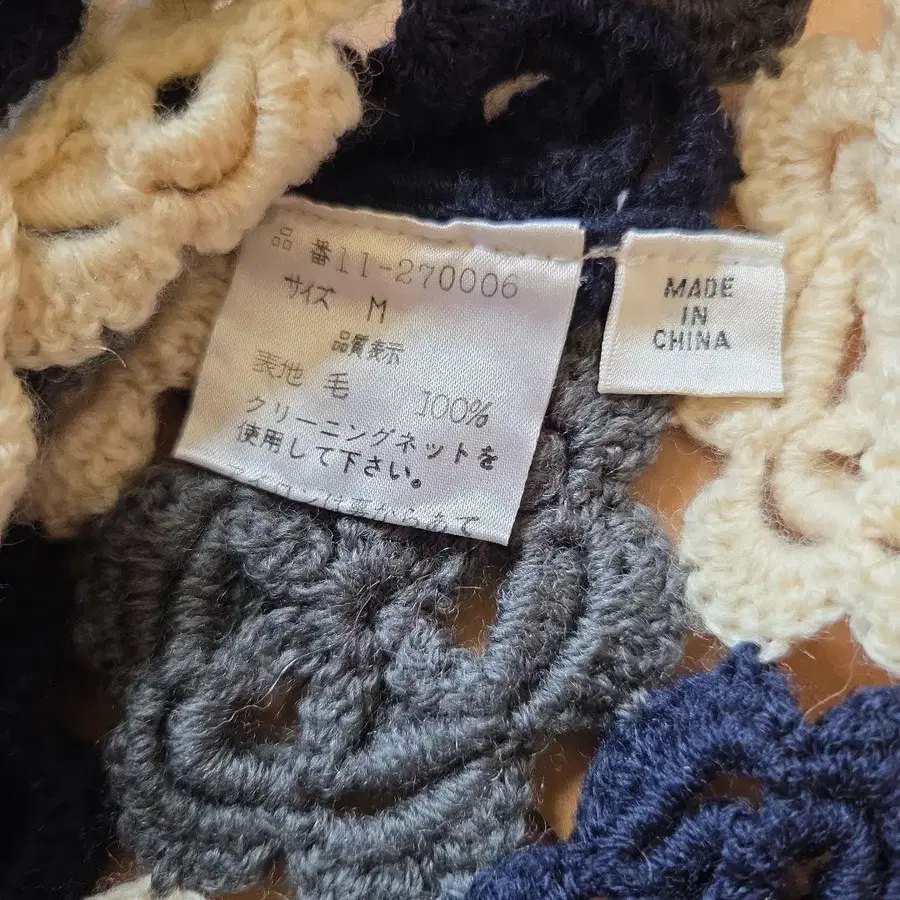 品番11-270006
サイズ M
品質表示
表地 毛 100%
クリーニングネットを
使用して下さい。
MADE
IN
CHINA